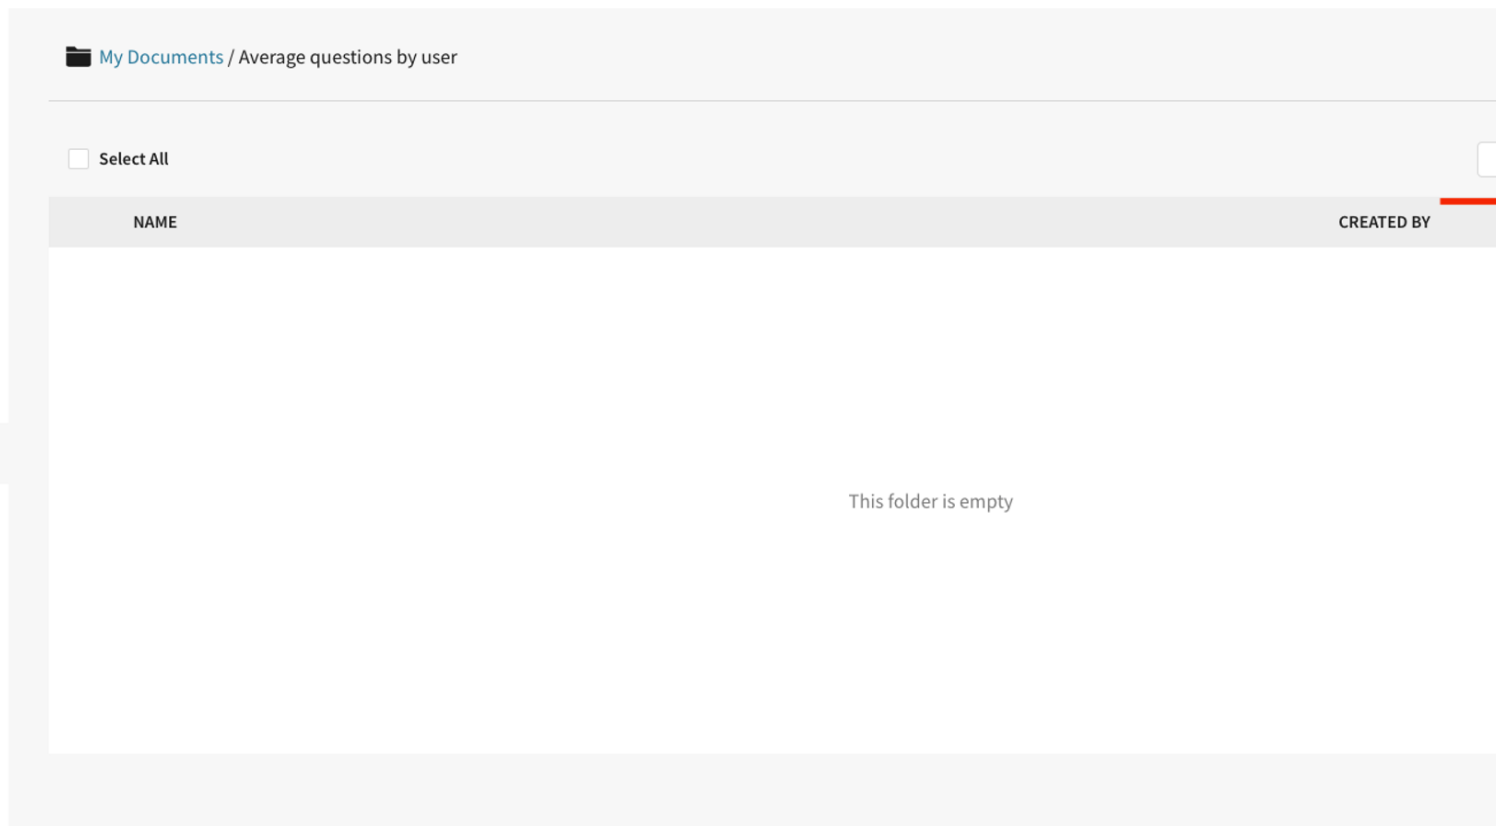 My Documents / Average questions by user
Select All
NAME CREATED BY
This folder is empty